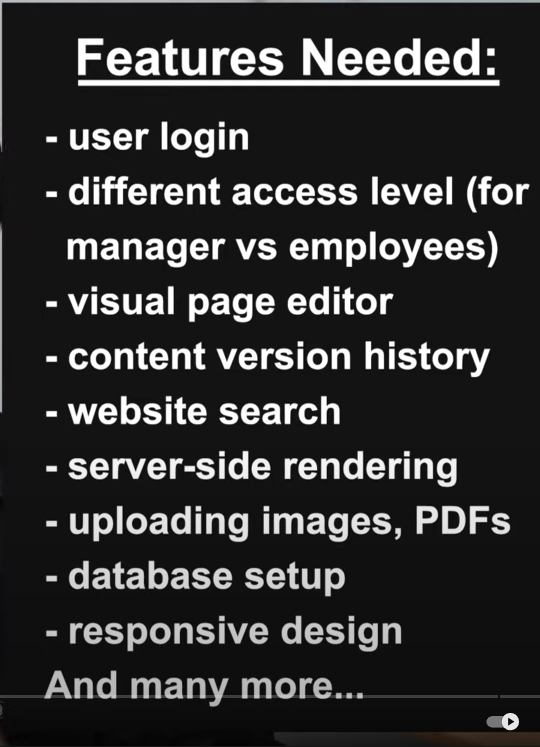 Features Needed:
- user login
- different access level (for
manager vs employees)
- visual page editor
- content version history
- website search
- server-side rendering
- uploading images, PDFs
- database setup
- responsive design
And many more...